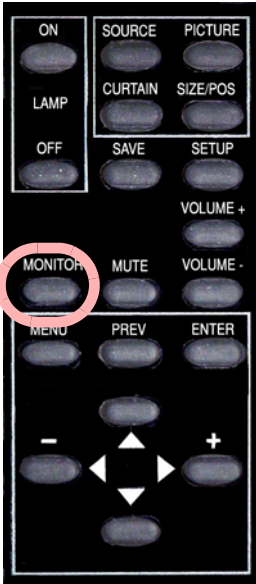 ON SOURCE PICTURE
LAMP
CURTAIN SIZE/POS
OFF SAVE SETUP
VOLUME +
MONITOR MUTE VOLUME -
MENU PREV ENTER
- +